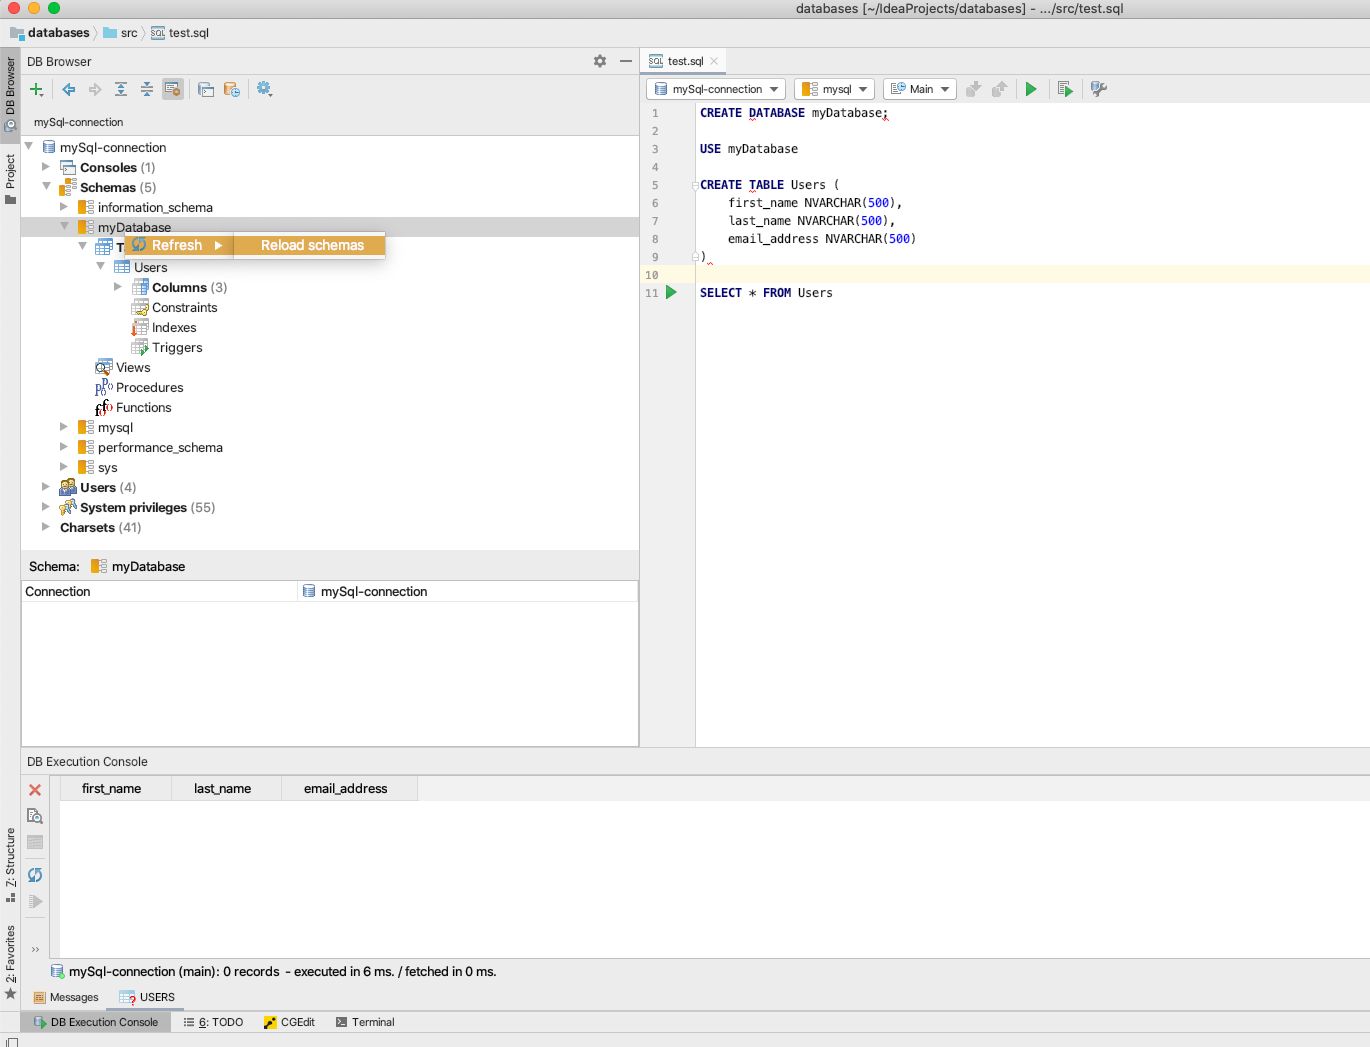 databases [~/IdeaProjects/databases] - .../src/test.sql
databases src test.sql
DB Browser
DB Browser
Project
mySql-connection
mySql-connection
Consoles (1)
Schemas (5)
information_schema
myDatabase
T
Refresh Reload schemas
Users
Columns (3)
Constraints
Indexes
Triggers
Views
Procedures
Functions
mysql
performance_schema
sys
Users (4)
System privileges (55)
Charsets (41)
Schema: myDatabase
Connection mySql-connection
test.sql
mySql-connection mysql Main
1 CREATE DATABASE myDatabase;
2
3 USE myDatabase
4
5 CREATE TABLE Users (
6 first_name NVARCHAR(500),
7 last_name NVARCHAR(500),
8 email_address NVARCHAR(500)
9 )
10
11 SELECT * FROM Users
DB Execution Console
first_name last_name email_address
Z: Structure
2: Favorites
mySql-connection (main): 0 records - executed in 6 ms. / fetched in 0 ms.
Messages USERS
DB Execution Console 6: TODO CGEdit Terminal